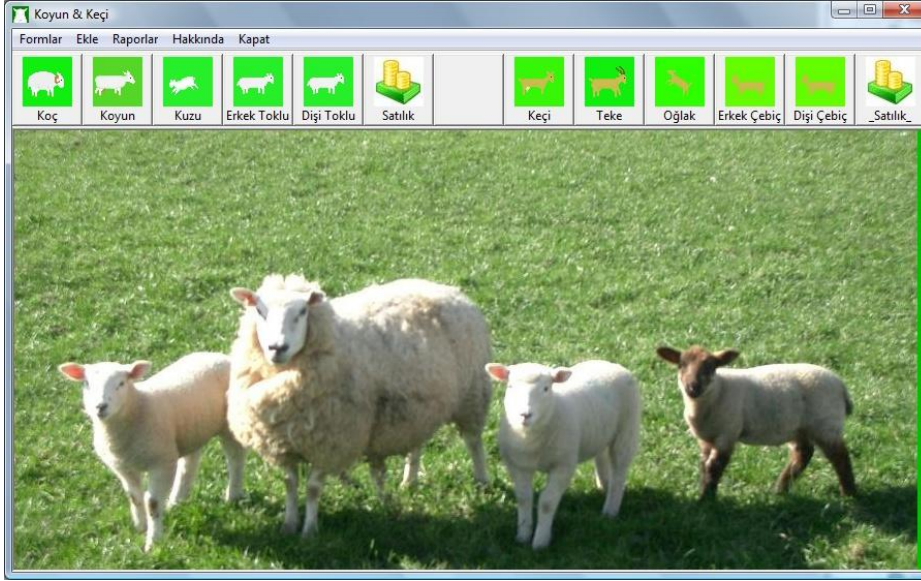 Koyun & Keçi
Formlar Ekle Raporlar Hakkında Kapat
Koç Koyun Kuzu Erkek Toklu Dişi Toklu Satılık Keçi Teke Oğlak Erkek Çebiç Dişi Çebiç _Satılık_